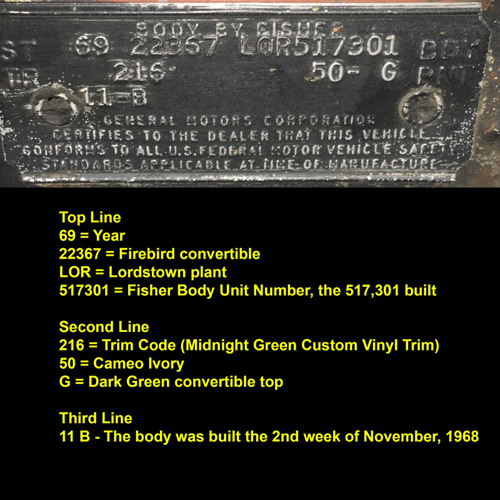 BODY BY FISHER
ST 69 22367 LOR517301 BDY
TR 216 50- G PNT
11-B
GENERAL MOTORS CORPORATION
CERTIFIES TO THE DEALER THAT THIS VEHICLE
CONFORMS TO ALL U.S. FEDERAL MOTOR VEHICLE SAFETY
STANDARDS APPLICABLE AT TIME OF MANUFACTURE
Top Line
69 = Year
22367 = Firebird convertible
LOR = Lordstown plant
517301 = Fisher Body Unit Number, the 517,301 built
Second Line
216 = Trim Code (Midnight Green Custom Vinyl Trim)
50 = Cameo Ivory
G = Dark Green convertible top
Third Line
11 B - The body was built the 2nd week of November, 1968